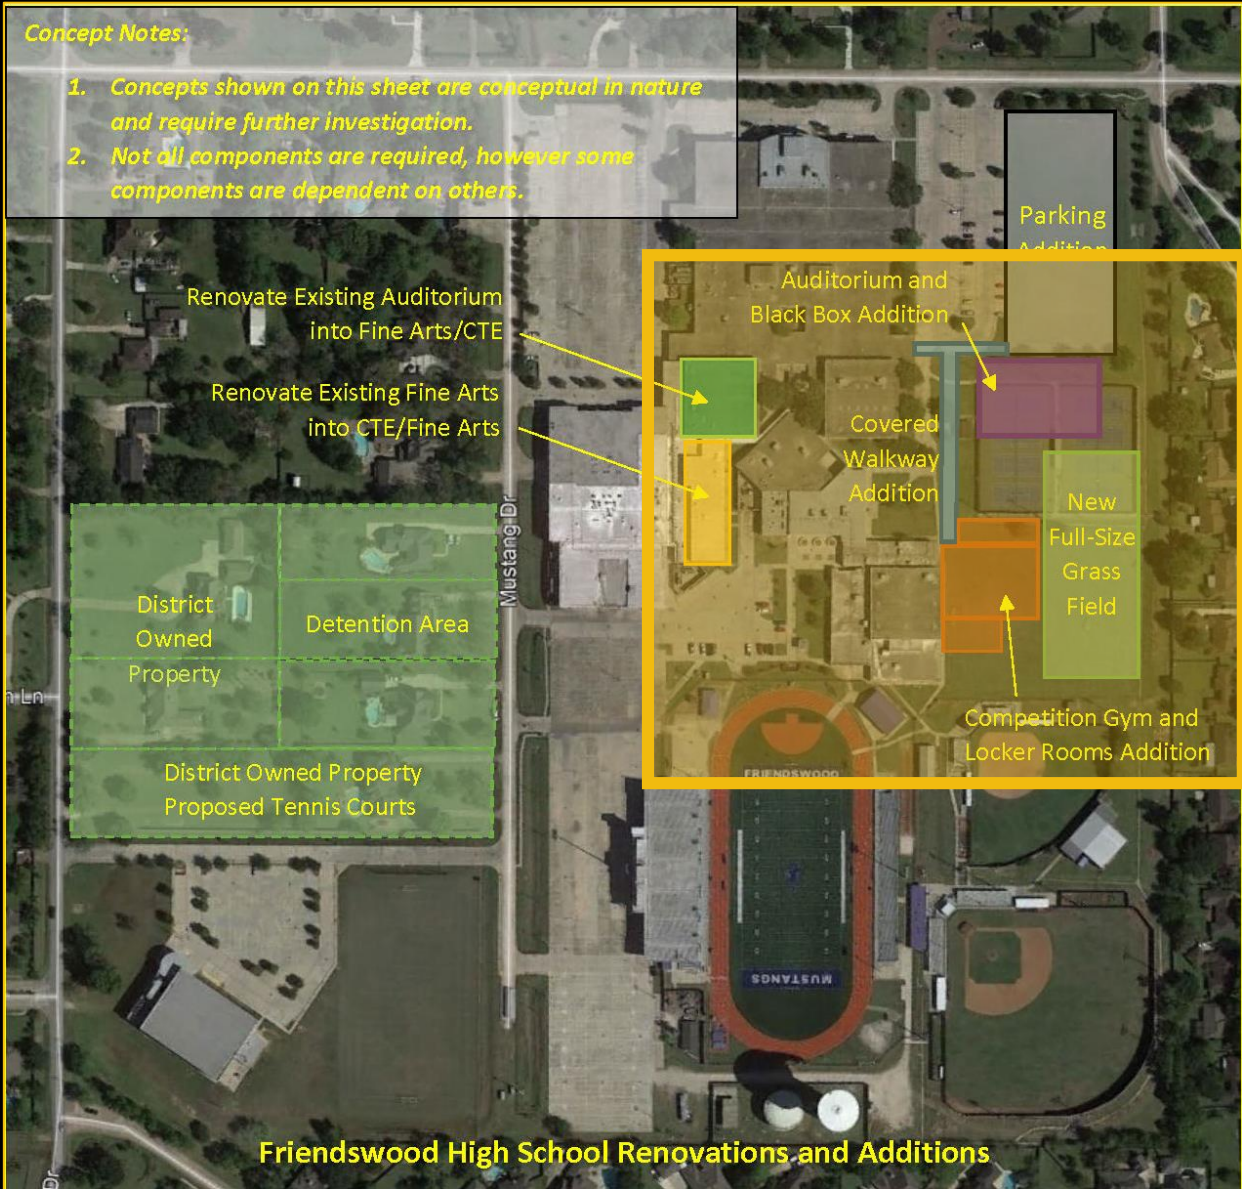 Concept Notes:
1. Concepts shown on this sheet are conceptual in nature
and require further investigation.
2. Not all components are required, however some
components are dependent on others.
Parking
Addition
Auditorium and
Black Box Addition
Renovate Existing Auditorium
into Fine Arts/CTE
Renovate Existing Fine Arts
into CTE/Fine Arts
Covered
Walkway
Addition
New
Full-Size
Grass
Field
Mustang Dr
District
Owned
Property
Detention Area
n Ln
District Owned Property
Proposed Tennis Courts
Competition Gym and
Locker Rooms Addition
FRIENDSWOOD
MUSTANGS
Friendswood High School Renovations and Additions
Dr